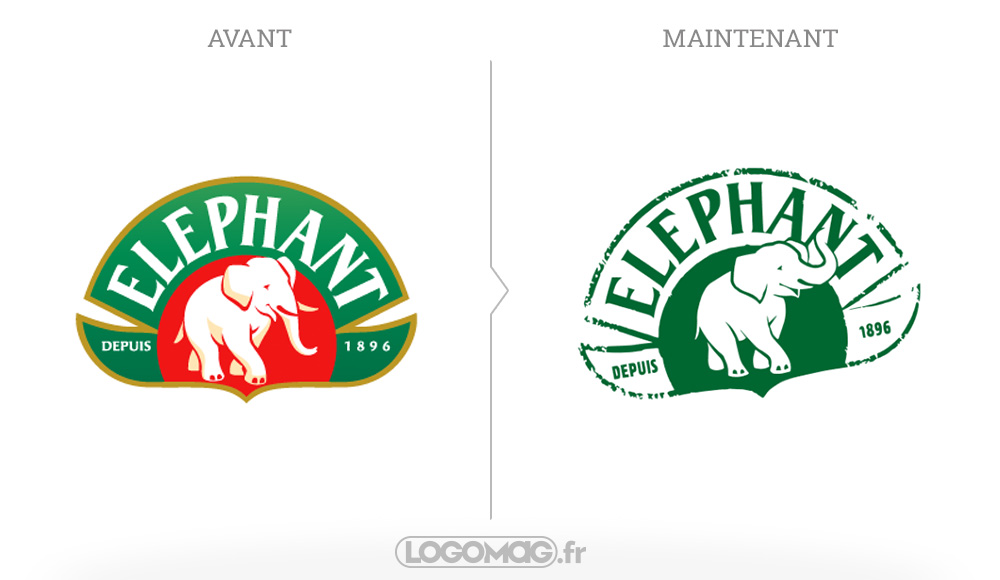 AVANT
MAINTENANT
ELEPHANT
DEPUIS 1896
ELEPHANT
DEPUIS 1896
LOGOMAG.fr